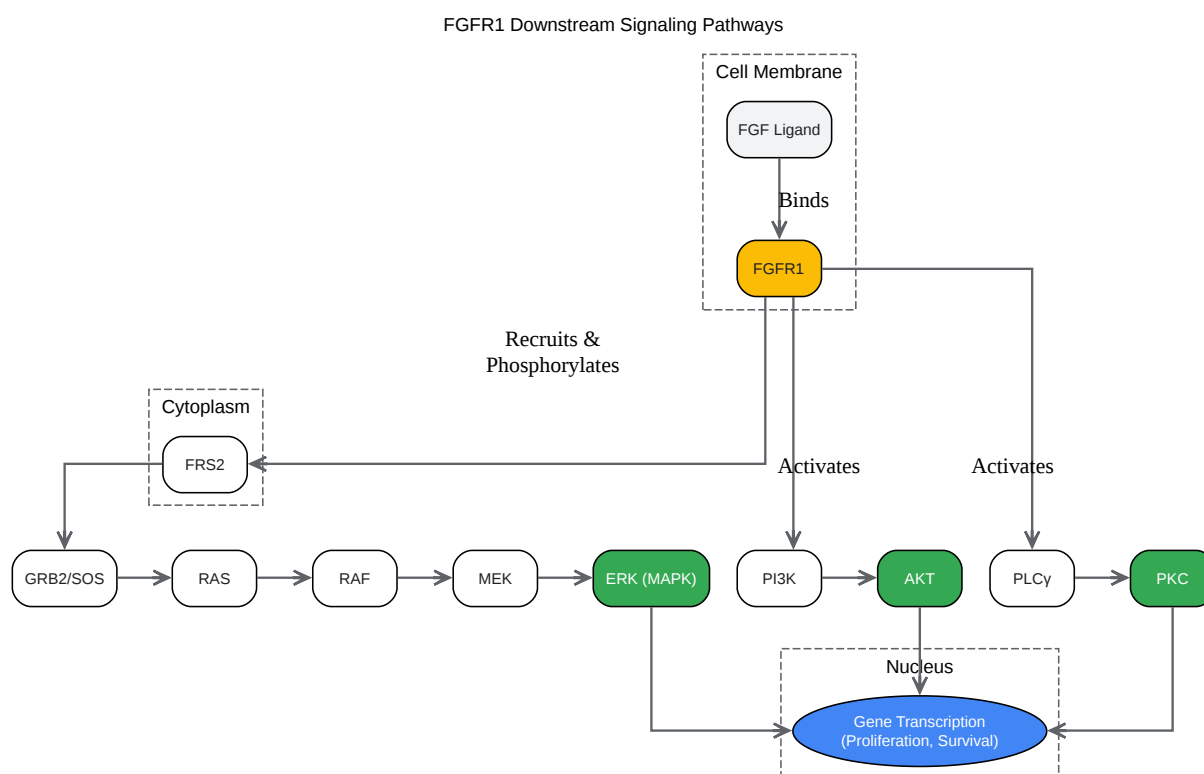 FGFR1 Downstream Signaling Pathways
Cell Membrane
FGF Ligand
Binds
FGFR1
Recruits &
Phosphorylates
Cytoplasm
FRS2
Activates
Activates
GRB2/SOS
RAS
RAF
MEK
ERK (MAPK)
PI3K
AKT
PLCγ
PKC
Nucleus
Gene Transcription
(Proliferation, Survival)